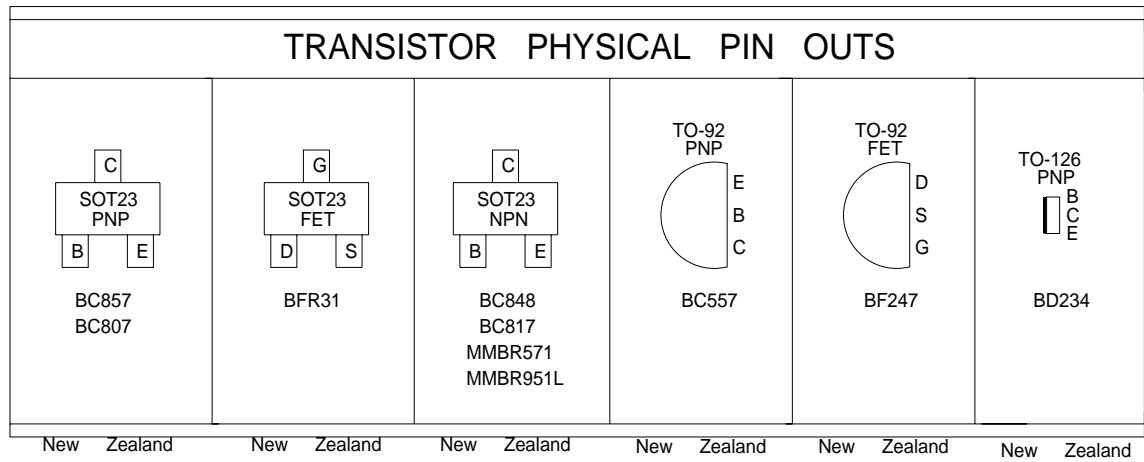 TRANSISTOR PHYSICAL PIN OUTS
C
SOT23
PNP
B E
BC857
BC807
G
SOT23
FET
D S
BFR31
C
SOT23
NPN
B E
BC848
BC817
MMBR571
MMBR951L
TO-92
PNP
E
B
C
BC557
TO-92
FET
D
S
G
BF247
TO-126
PNP
B
C
E
BD234
New Zealand New Zealand New Zealand New Zealand New Zealand New Zealand